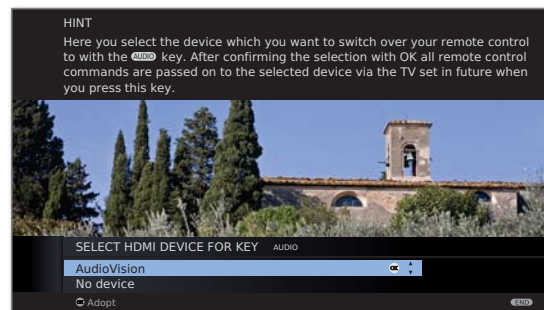 HINT
Here you select the device which you want to switch over your remote control
to with the AUDIO key. After confirming the selection with OK all remote control
commands are passed on to the selected device via the TV set in future when
you press this key.
SELECT HDMI DEVICE FOR KEY AUDIO
AudioVision OK
No device
OK Adopt END